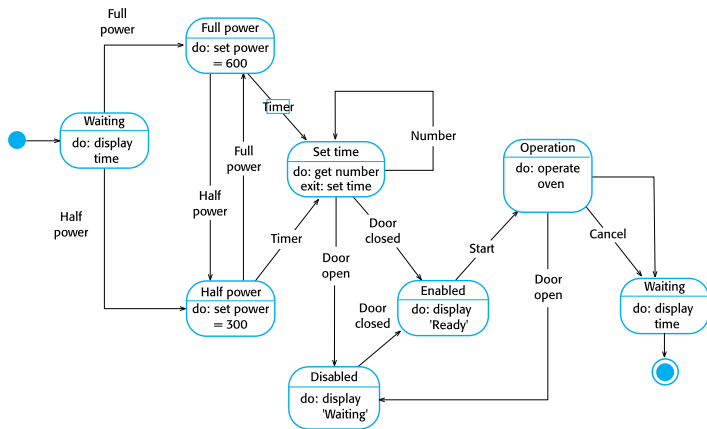 Full
power
Full power
do: set power
= 600
Waiting
do: display
time
Timer
Number
Full
power
Half
power
Half
power
Set time
do: get number
exit: set time
Operation
do: operate
oven
Timer
Door
closed
Door
open
Start
Cancel
Door
open
Half power
do: set power
= 300
Enabled
do: display
'Ready'
Door
closed
Waiting
do: display
time
Disabled
do: display
'Waiting'